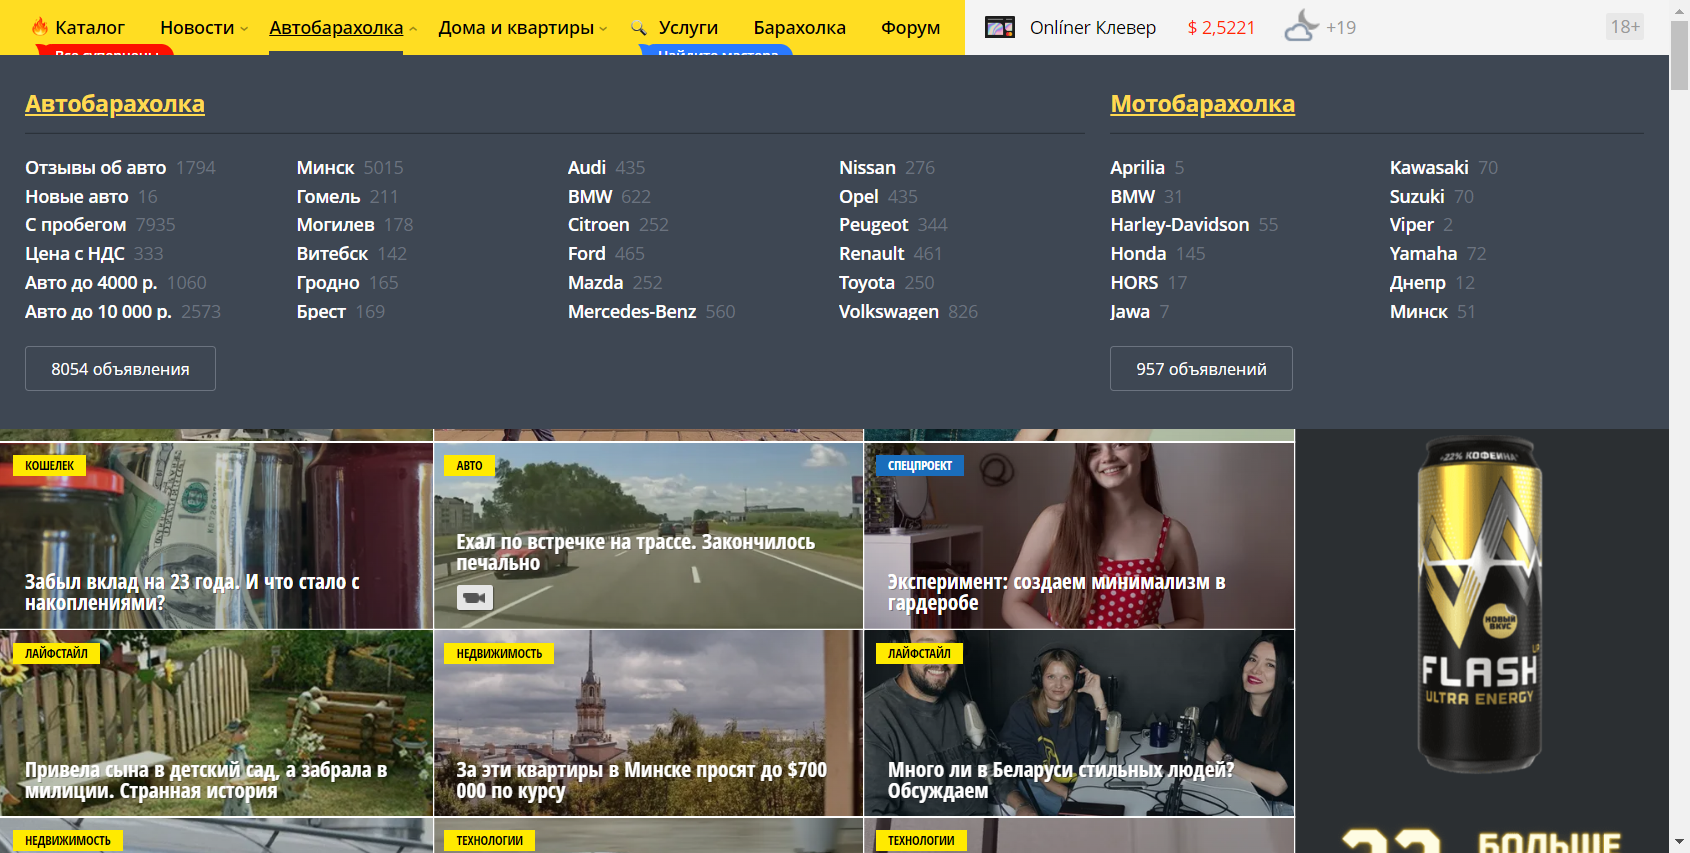 Каталог
Новости
Автобарахолка
Дома и квартиры
Услуги
Барахолка
Форум
Onlíner Клевер
$ 2,5221
+19
18+
Все суперцены
Найдите мастера
Автобарахолка
Мотобарахолка
Отзывы об авто 1794
Новые авто 16
С пробегом 7935
Цена с НДС 333
Авто до 4000 р. 1060
Авто до 10 000 р. 2573
Минск 5015
Гомель 211
Могилев 178
Витебск 142
Гродно 165
Брест 169
Audi 435
BMW 622
Citroen 252
Ford 465
Mazda 252
Mercedes-Benz 560
Nissan 276
Opel 435
Peugeot 344
Renault 461
Toyota 250
Volkswagen 826
Aprilia 5
BMW 31
Harley-Davidson 55
Honda 145
HORS 17
Jawa 7
Kawasaki 70
Suzuki 70
Viper 2
Yamaha 72
Днепр 12
Минск 51
8054 объявления
957 объявлений
КОШЕЛЕК
Забыл вклад на 23 года. И что стало с
накоплениями?
АВТО
Ехал по встречке на трассе. Закончилось
печально
СПЕЦПРОЕКТ
Эксперимент: создаем минимализм в
гардеробе
ЛАЙФСТАЙЛ
Привела сына в детский сад, а забрала в
милиции. Странная история
НЕДВИЖИМОСТЬ
За эти квартиры в Минске просят до $700
000 по курсу
ЛАЙФСТАЙЛ
Много ли в Беларуси стильных людей?
Обсуждаем
НЕДВИЖИМОСТЬ
ТЕХНОЛОГИИ
ТЕХНОЛОГИИ
+22% КОФЕИНА
НОВЫЙ
ВКУС
FLASH
UP
ULTRA ENERGY
БОЛЬШЕ